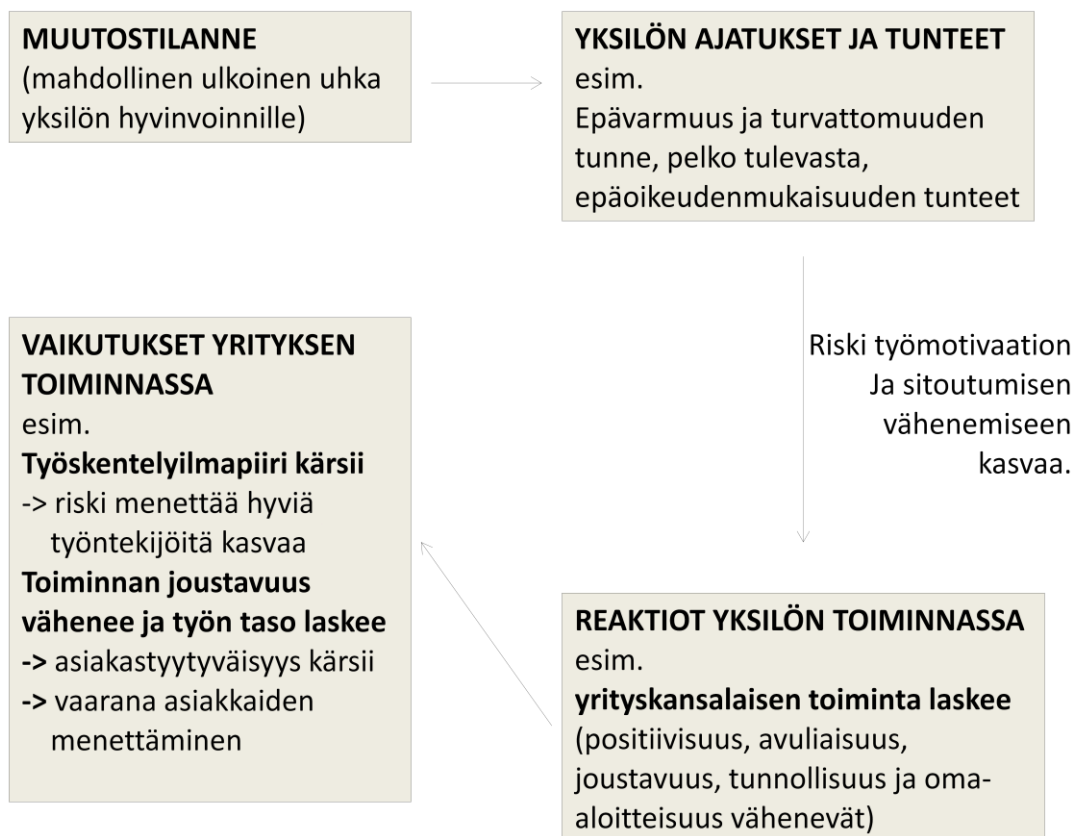 MUUTOSTILANNE
(mahdollinen ulkoinen uhka
yksilön hyvinvoinnille)
YKSILÖN AJATUKSET JA TUNTEET
esim.
Epävarmuus ja turvattomuuden
tunne, pelko tulevasta,
epäoikeudenmukaisuuden tunteet
Riski työmotivaation
Ja sitoutumisen
vähenemiseen
kasvaa.
REAKTIOT YKSILÖN TOIMINNASSA
esim.
yrityskansalaisen toiminta laskee
(positiivisuus, avuliaisuus,
joustavuus, tunnollisuus ja oma-
aloitteisuus vähenevät)
VAIKUTUKSET YRITYKSEN
TOIMINNASSA
esim.
Työskentelyilmapiiri kärsii
-> riski menettää hyviä
työntekijöitä kasvaa
Toiminnan joustavuus
vähenee ja työn taso laskee
-> asiakastyytyväisyys kärsii
-> vaarana asiakkaiden
menettäminen